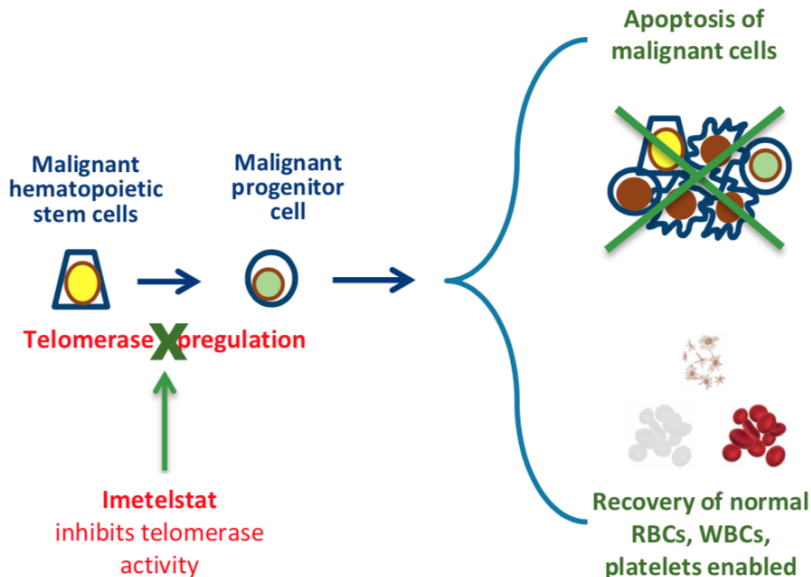 Apoptosis of
malignant cells
Malignant
hematopoietic
stem cells
Malignant
progenitor
cell
Telomerase X pregulation
Imetelstat
inhibits telomerase
activity
Recovery of normal
RBCs, WBCs,
platelets enabled